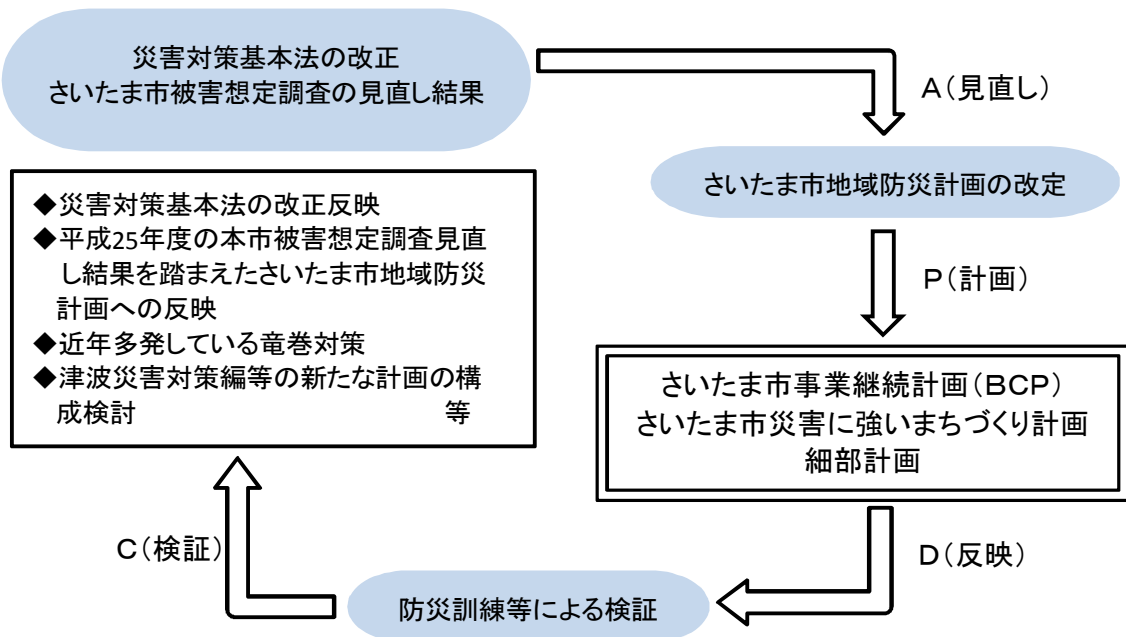 災害対策基本法の改正
さいたま市被害想定調査の見直し結果
A(見直し)
さいたま市地域防災計画の改定
◆災害対策基本法の改正反映
◆平成25年度の本市被害想定調査見直
し結果を踏まえたさいたま市地域防災
計画への反映
◆近年多発している竜巻対策
◆津波災害対策編等の新たな計画の構
成検討 等
P(計画)
さいたま市事業継続計画(BCP)
さいたま市災害に強いまちづくり計画
細部計画
D(反映)
防災訓練等による検証
C(検証)